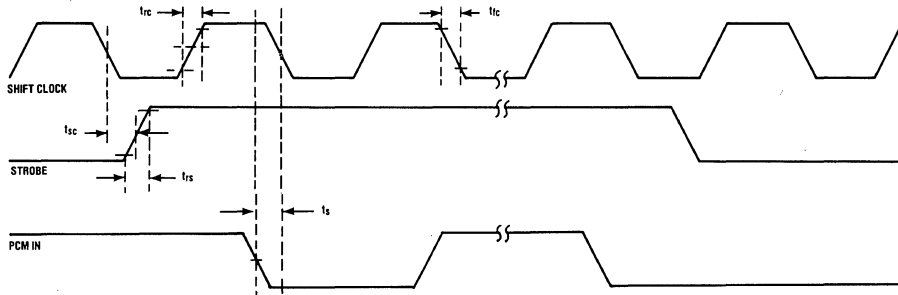 trc
tfc
SHIFT CLOCK
tsc
STROBE
trs
ts
PCM IN